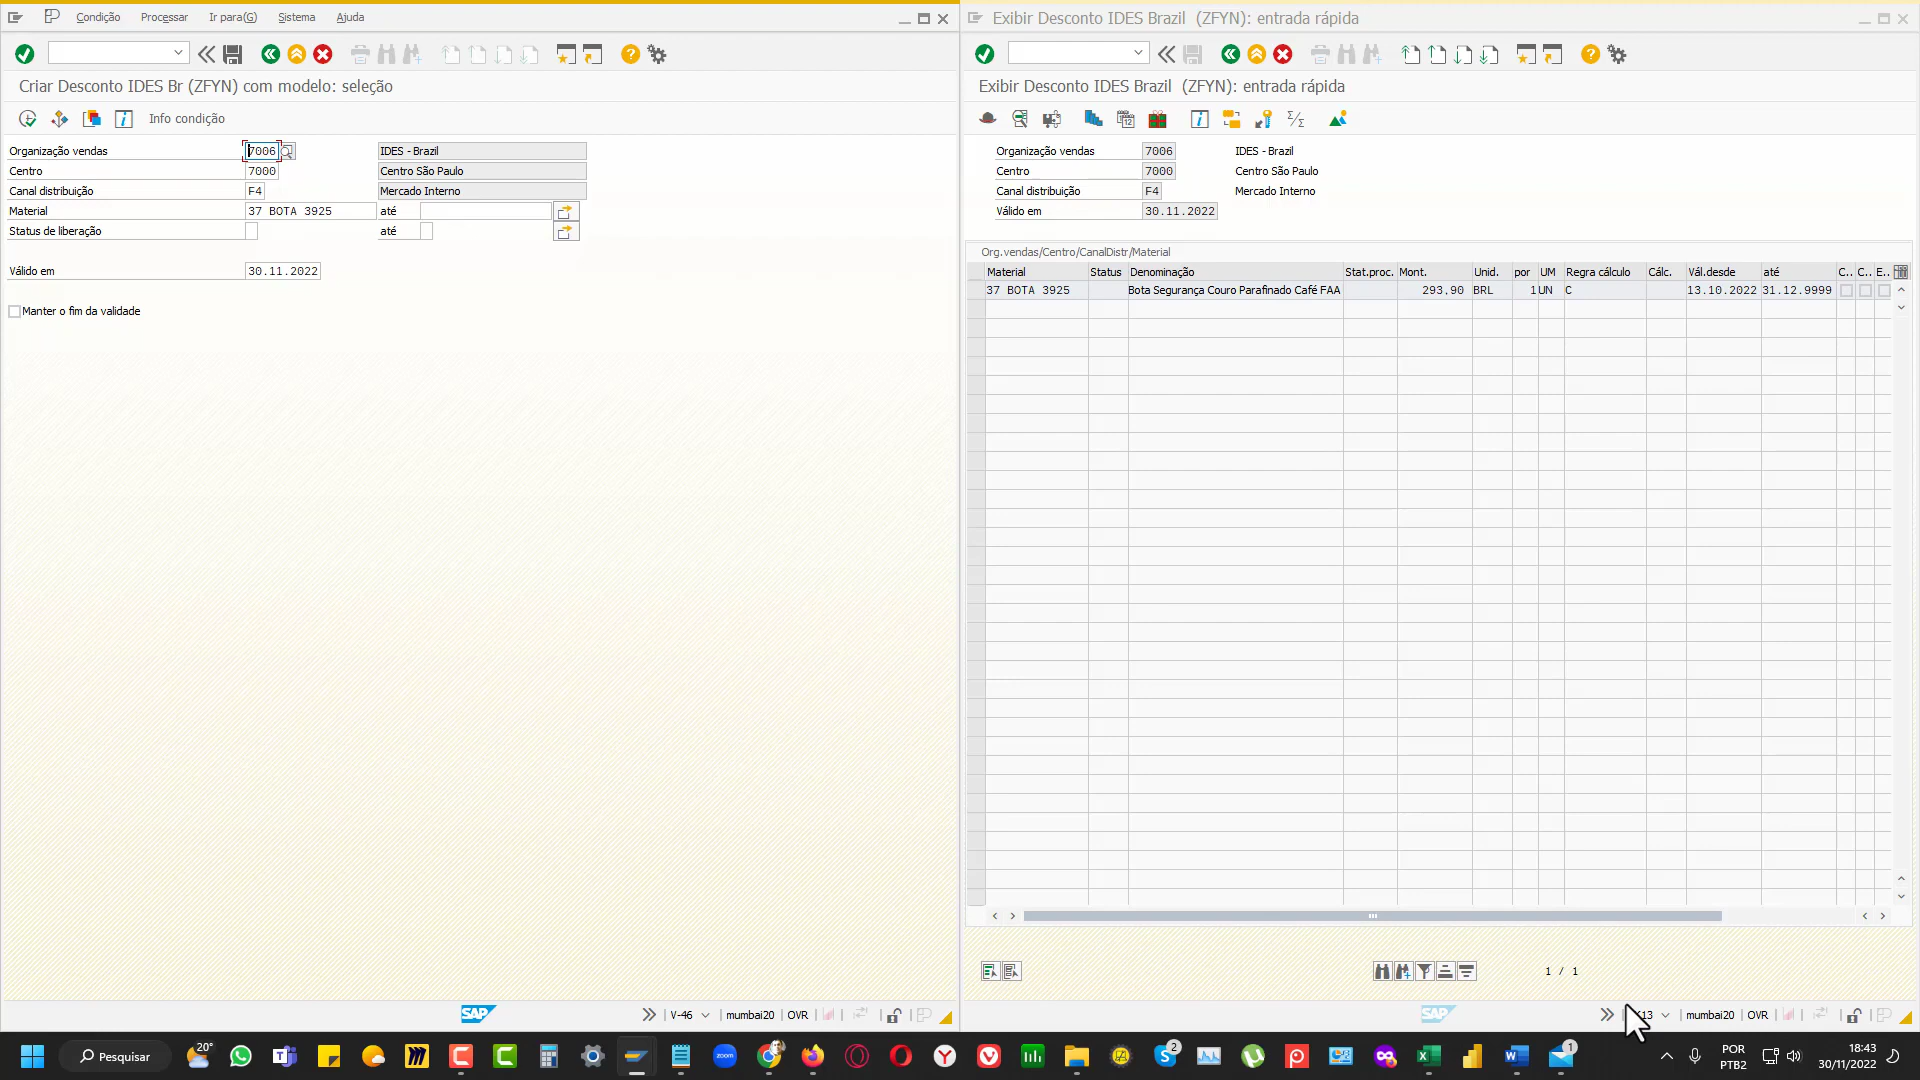 Condição Processar Ir para(G) Sistema Ajuda
Criar Desconto IDES Br (ZFYN) com modelo: seleção
Info condição
Organização vendas 7006 IDES - Brazil
Centro 7000 Centro São Paulo
Canal distribuição F4 Mercado Interno
Material 37 BOTA 3925 até
Status de liberação até
Válido em 30.11.2022
Manter o fim da validade
SAP V-46 mumbai20 OVR
Exibir Desconto IDES Brazil (ZFYN): entrada rápida
Exibir Desconto IDES Brazil (ZFYN): entrada rápida
Organização vendas 7006 IDES - Brazil
Centro 7000 Centro São Paulo
Canal distribuição F4 Mercado Interno
Válido em 30.11.2022
Org.vendas/Centro/CanalDistr/Material
Material Status Denominação Stat.proc. Mont. Unid. por UM Regra cálculo Cálc. Vál.desde até C.. C.. E..
37 BOTA 3925 Bota Segurança Couro Parafinado Café FAA 293,90 BRL 1 UN C 13.10.2022 31.12.9999
1 / 1
SAP 13 mumbai20 OVR
Pesquisar 20° zoom 2 1 POR 18:43
PTB2 30/11/2022